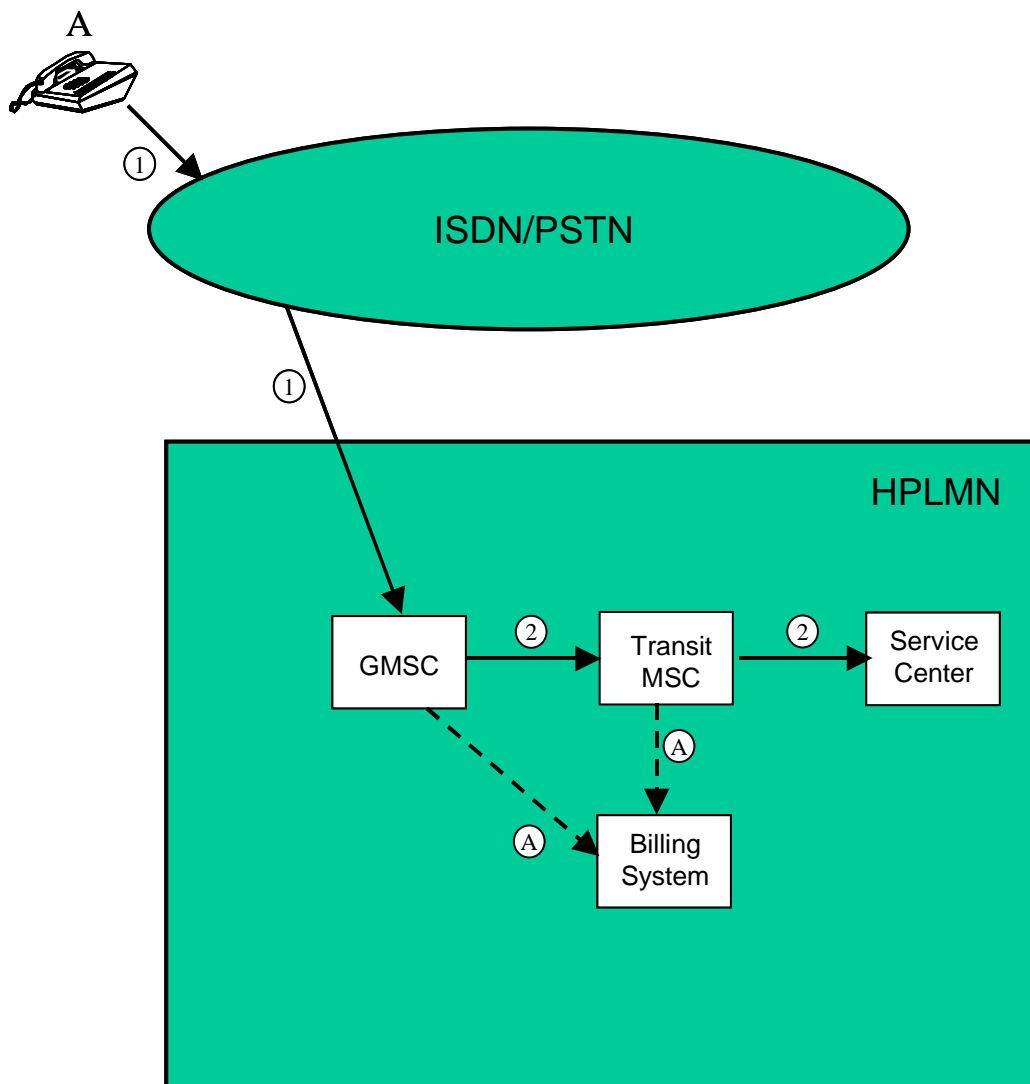 A
1
ISDN/PSTN
1
HPLMN
GMSC
2
Transit
MSC
2
Service
Center
A
A
Billing
System